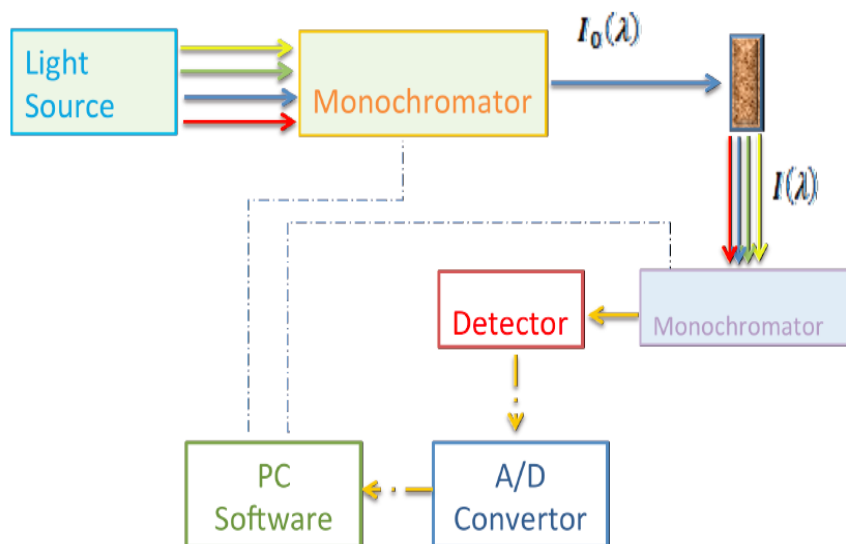 I₀(λ)
Light
Source
Monochromator
I(λ)
Detector
Monochromator
PC
Software
A/D
Convertor